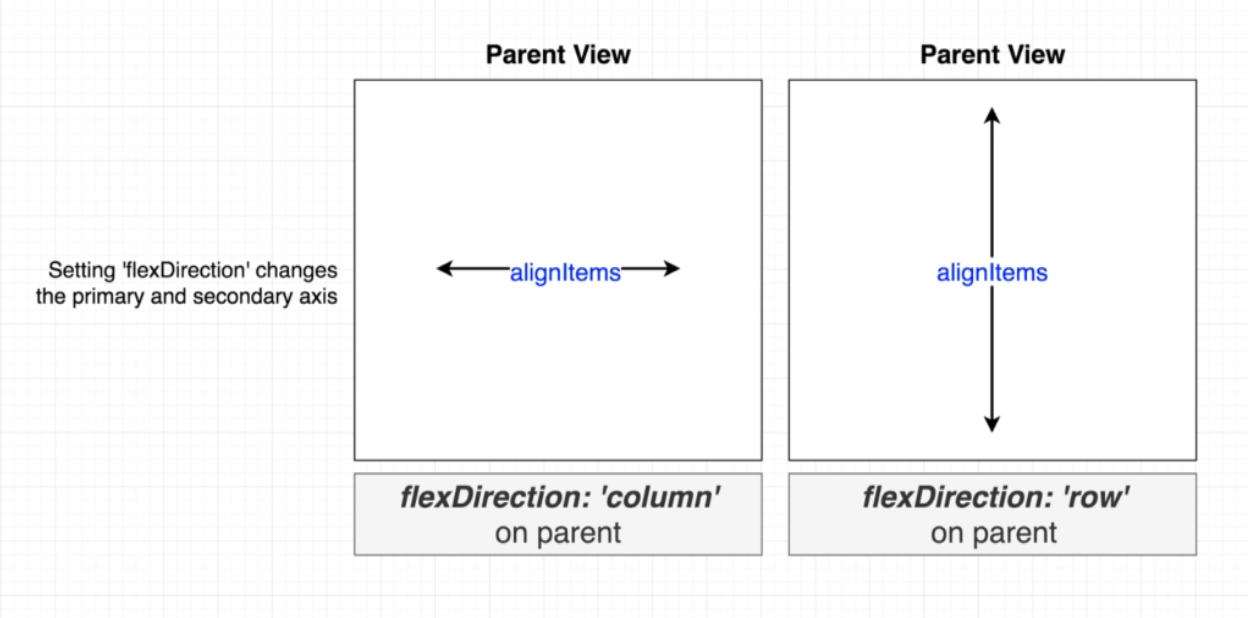 Parent View
Parent View
Setting 'flexDirection' changes
the primary and secondary axis
alignItems
alignItems
flexDirection: 'column'
on parent
flexDirection: 'row'
on parent